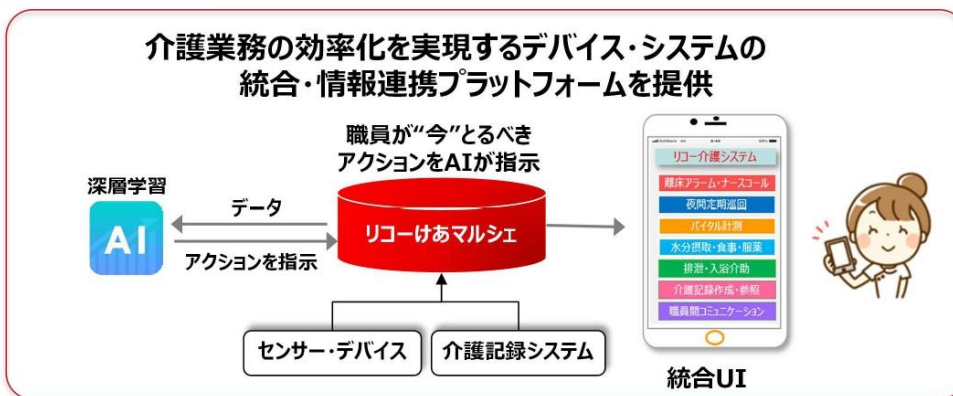 介護業務の効率化を実現するデバイス・システムの
統合・情報連携プラットフォームを提供
職員が“今”とるべき
アクションをAIが指示
深層学習
AI
データ
アクションを指示
リコーけあマルシェ
センサー・デバイス
介護記録システム
リコー介護システム
離床アラーム・ナースコール
夜間定期巡回
バイタル計測
水分摂取・食事・服薬
排泄・入浴介助
介護記録作成・参照
職員間コミュニケーション
統合UI